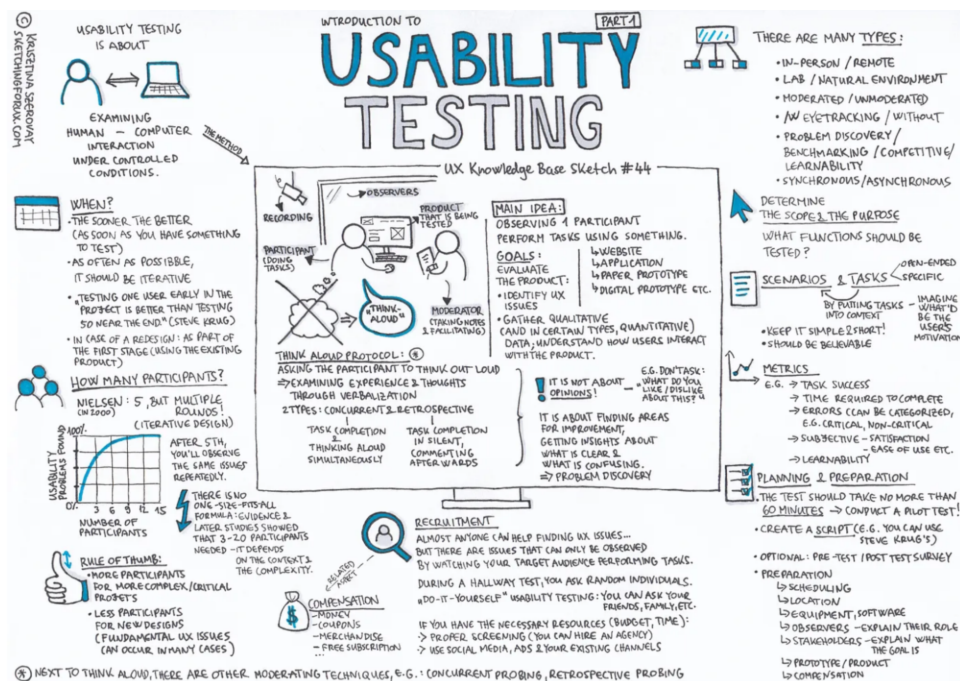 © KRISZTINA SZEROVAY
SKETCHINGFORUX.COM
USABILITY TESTING
IS ABOUT
EXAMINING
HUMAN – COMPUTER
INTERACTION
UNDER CONTROLLED
CONDITIONS.
INTRODUCTION TO
PART 1
USABILITY
TESTING
THE METHOD
UX Knowledge Base Sketch #44
RECORDING
OBSERVERS
PRODUCT
THAT IS BEING
TESTED
PARTICIPANT
(DOING
TASKS)
"THINK-
ALOUD"
MODERATOR
(TAKING NOTES
& FACILITATING)
MAIN IDEA:
OBSERVING 1 PARTICIPANT
PERFORM TASKS USING SOMETHING.
↳ WEBSITE
↳ APPLICATION
↳ PAPER PROTOTYPE
↳ DIGITAL PROTOTYPE ETC.
GOALS:
EVALUATE
THE PRODUCT:
• IDENTIFY UX
ISSUES
• GATHER QUALITATIVE
(AND IN CERTAIN TYPES, QUANTITATIVE)
DATA; UNDERSTAND HOW USERS INTERACT
WITH THE PRODUCT.
THINK ALOUD PROTOCOL: *
ASKING THE PARTICIPANT TO THINK OUT LOUD
⇒ EXAMINING EXPERIENCE & THOUGHTS
THROUGH VERBALIZATION
2 TYPES: CONCURRENT & RETROSPECTIVE
TASK COMPLETION
&
THINKING ALOUD
SIMULTANEOUSLY
TASK
COMPLETION
IN SILENT,
COMMENTING
AFTERWARDS
! IT IS NOT ABOUT
OPINIONS!
E.G. DON'T ASK:
"WHAT DO YOU
LIKE / DISLIKE
ABOUT THIS?"
IT IS ABOUT FINDING AREAS
FOR IMPROVEMENT,
GETTING INSIGHTS ABOUT
WHAT IS CLEAR &
WHAT IS CONFUSING.
⇒ PROBLEM DISCOVERY
WHEN?
• THE SOONER THE BETTER
(AS SOON AS YOU HAVE SOMETHING
TO TEST)
• AS OFTEN AS POSSIBLE,
IT SHOULD BE ITERATIVE
• "TESTING ONE USER EARLY IN THE
PROJECT IS BETTER THAN TESTING
50 NEAR THE END." (STEVE KRUG)
• IN CASE OF A REDESIGN: AS PART OF
THE FIRST STAGE (USING THE EXISTING
PRODUCT)
HOW MANY PARTICIPANTS?
NIELSEN: 5, BUT MULTIPLE
(IN 2000) ROUNDS!
(ITERATIVE DESIGN)
USABILITY
PROBLEMS FOUND
100%
0%
3 6 9 12 15
NUMBER OF
PARTICIPANTS
AFTER 5TH,
YOU'LL OBSERVE
THE SAME ISSUES
REPEATEDLY.
THERE IS NO
ONE-SIZE-FITS-ALL
FORMULA: EVIDENCE &
LATER STUDIES SHOWED
THAT 3-20 PARTICIPANTS
NEEDED – IT DEPENDS
ON THE CONTEXT &
THE COMPLEXITY.
RULE OF THUMB:
• MORE PARTICIPANTS
FOR MORE COMPLEX/CRITICAL
PROJETS
• LESS PARTICIPANTS
FOR NEW DESIGNS
(FUNDAMENTAL UX ISSUES
CAN OCCUR IN MANY CASES)
RECRUITMENT
ALMOST ANYONE CAN HELP FINDING UX ISSUES...
BUT THERE ARE ISSUES THAT CAN ONLY BE OBSERVED
BY WATCHING YOUR TARGET AUDIENCE PERFORMING TASKS.
DURING A HALLWAY TEST, YOU ASK RANDOM INDIVIDUALS.
"DO-IT-YOURSELF" USABILITY TESTING: YOU CAN ASK YOUR
FRIENDS, FAMILY, ETC.
IF YOU HAVE THE NECESSARY RESOURCES (BUDGET, TIME):
→ PROPER SCREENING (YOU CAN HIRE AN AGENCY)
→ USE SOCIAL MEDIA, ADS & YOUR EXISTING CHANNELS
RELATED
$
COMPENSATION
– MONEY
– COUPONS
– MERCHANDISE
– FREE SUBSCRIPTION
THERE ARE MANY TYPES:
• IN-PERSON / REMOTE
• LAB / NATURAL ENVIRONMENT
• MODERATED / UNMODERATED
• W EYETRACKING / WITHOUT
• PROBLEM DISCOVERY /
BENCHMARKING / COMPETITIVE /
LEARNABILITY
• SYNCHRONOUS / ASYNCHRONOUS
DETERMINE
THE SCOPE & THE PURPOSE
WHAT FUNCTIONS SHOULD BE
TESTED?
SCENARIOS & TASKS
OPEN-ENDED
SPECIFIC
BY PUTTING TASKS
INTO CONTEXT
– IMAGINE
WHAT'D
BE THE
USER'S
MOTIVATION
• KEEP IT SIMPLE & SHORT!
• SHOULD BE BELIEVABLE
METRICS
E.G. → TASK SUCCESS
→ TIME REQUIRED TO COMPLETE
→ ERRORS (CAN BE CATEGORIZED,
E.G. CRITICAL, NON-CRITICAL
→ SUBJECTIVE – SATISFACTION
– EASE OF USE ETC.
→ LEARNABILITY
PLANNING & PREPARATION
• THE TEST SHOULD TAKE NO MORE THAN
60 MINUTES → CONDUCT A PILOT TEST!
• CREATE A SCRIPT (E.G. YOU CAN USE
STEVE KRUG'S)
• OPTIONAL: PRE-TEST / POST TEST SURVEY
• PREPARATION
↳ SCHEDULING
↳ LOCATION
↳ EQUIPMENT, SOFTWARE
↳ OBSERVERS – EXPLAIN THEIR ROLE
↳ STAKEHOLDERS – EXPLAIN WHAT
THE GOAL IS
↳ PROTOTYPE / PRODUCT
↳ COMPENSATION
* NEXT TO THINK ALOUD, THERE ARE OTHER MODERATING TECHNIQUES, E.G.: CONCURRENT PROBING, RETROSPECTIVE PROBING